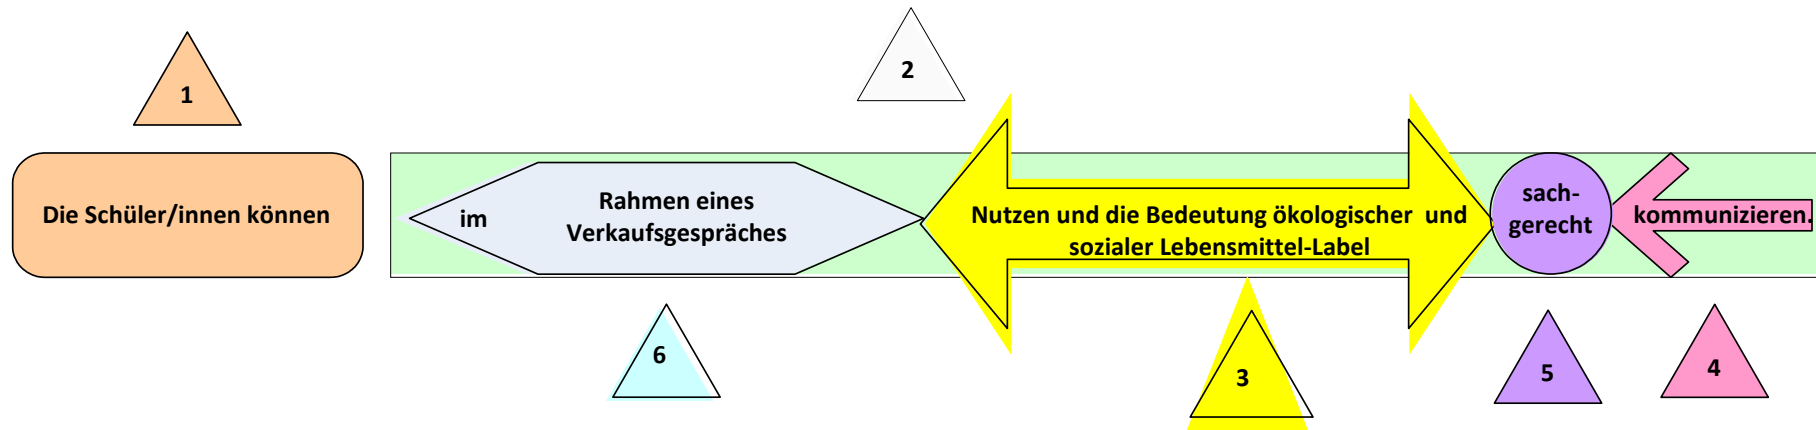 1
2
Die Schüler/innen können
im
Rahmen eines
Verkaufsgespräches
Nutzen und die Bedeutung ökologischer und
sozialer Lebensmittel-Label
sach-
gerecht
kommunizieren.
6
3
5
4